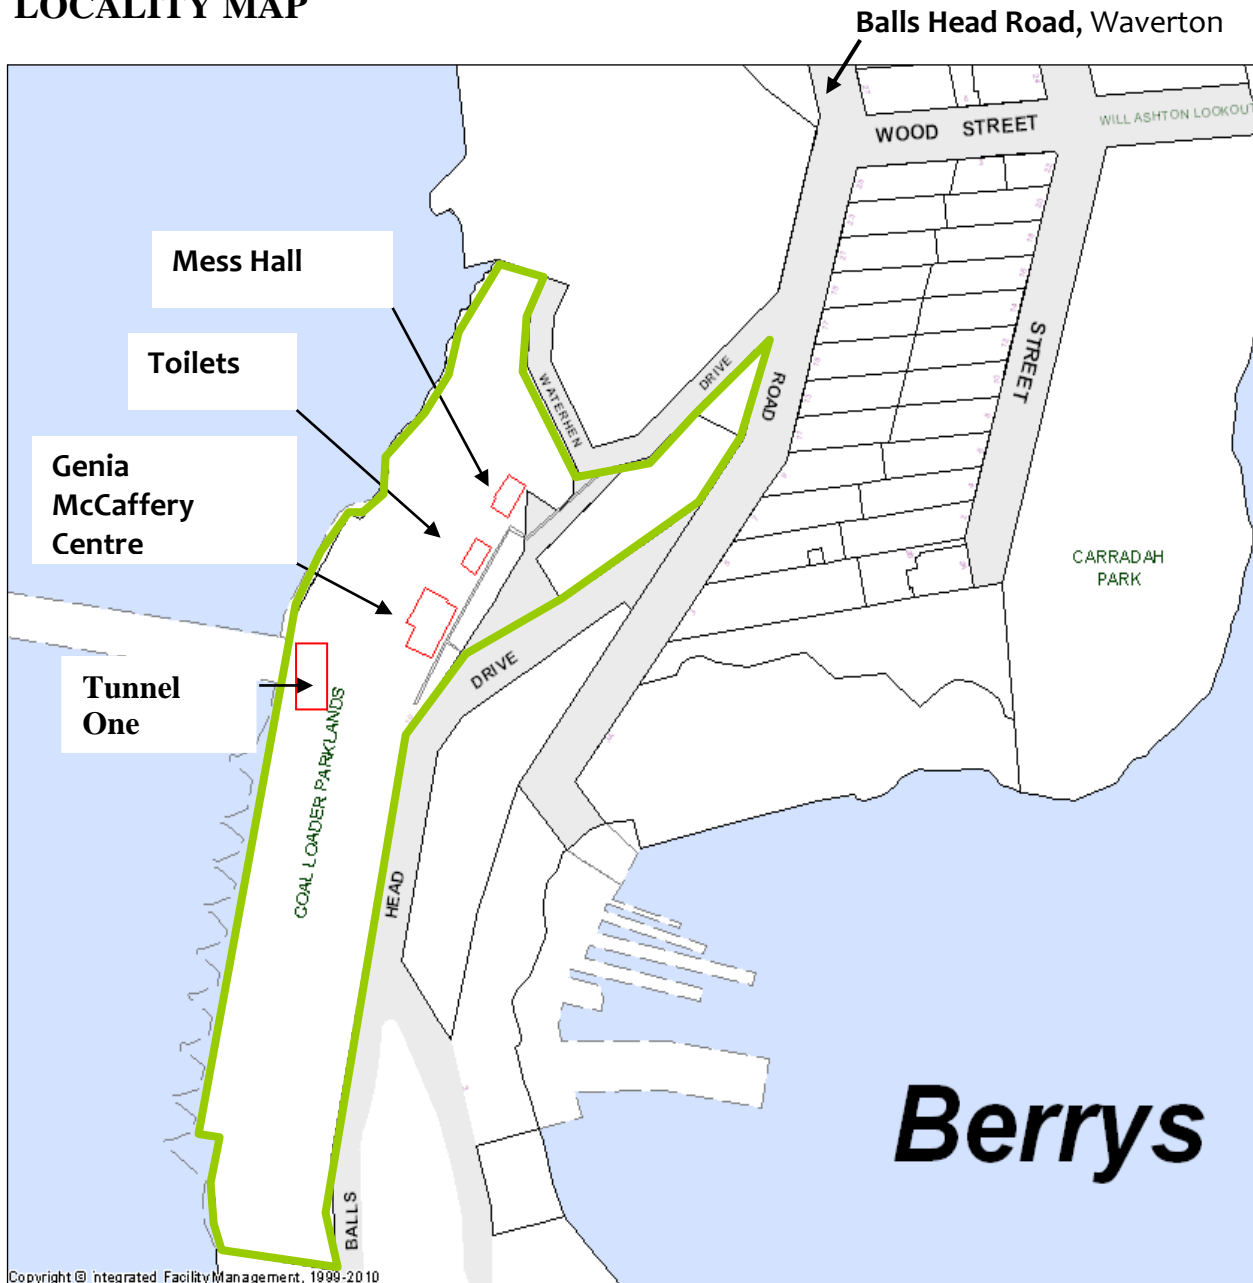 LOCALITY MAP
Balls Head Road, Waverton
WOOD STREET
WILL ASHTON LOOKOUT
Mess Hall
Toilets
Genia
McCaffery
Centre
Tunnel
One
WATERHEN
DRIVE
ROAD
STREET
CARRADAH
PARK
DRIVE
COAL LOADER PARKLANDS
HEAD
BALLS
Berrys
Copyright © integrated Facility Management, 1999-2010